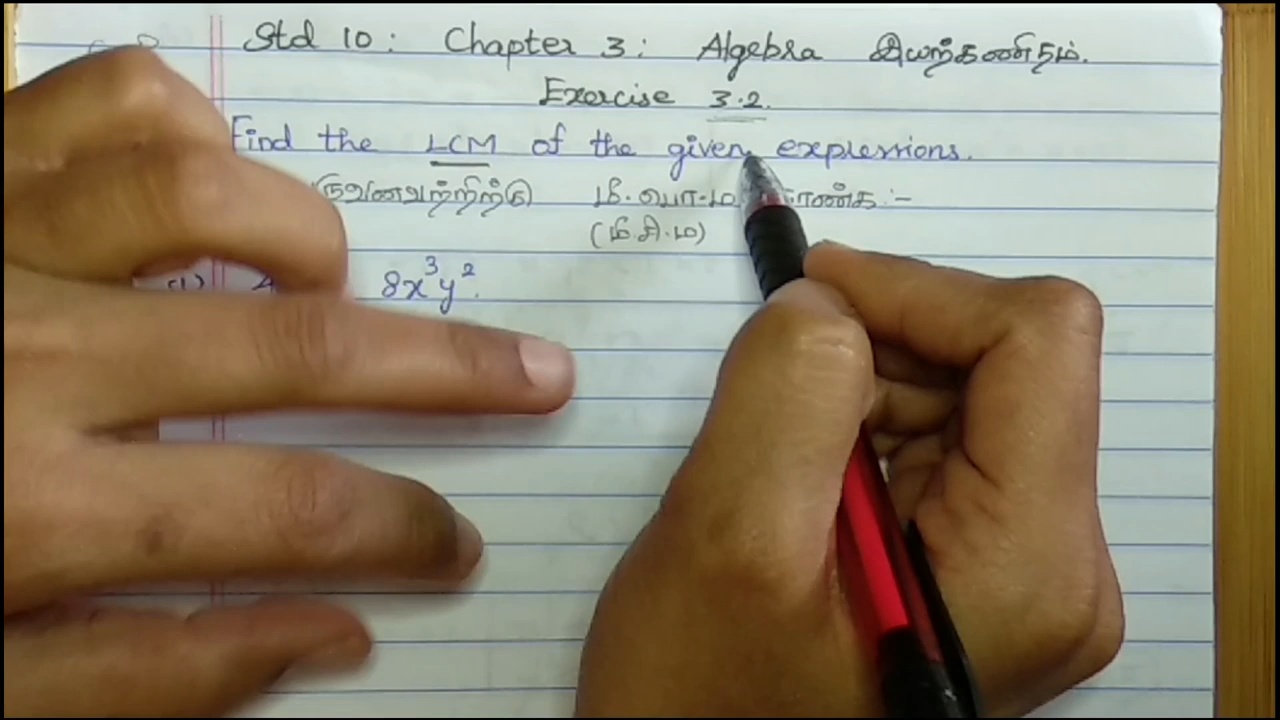 Std 10: Chapter 3: Algebra இயற்கணிதம்.
Exercise 3.2.
Find the LCM of the given expressions.
மீ.பொ.ம
(மீ.சி.ம)
(1) 8x³y².